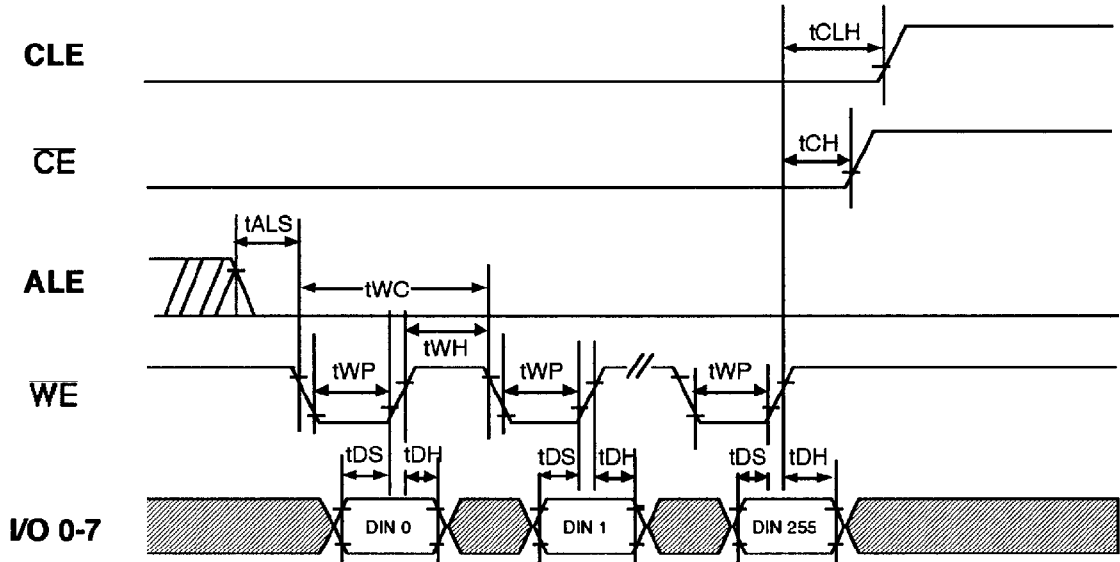 CLE
tCLH
CE
tCH
tALS
ALE
tWC
tWH
WE
tWP
tWP
tWP
tDS
tDH
tDS
tDH
tDS
tDH
I/O 0-7
DIN 0
DIN 1
DIN 255